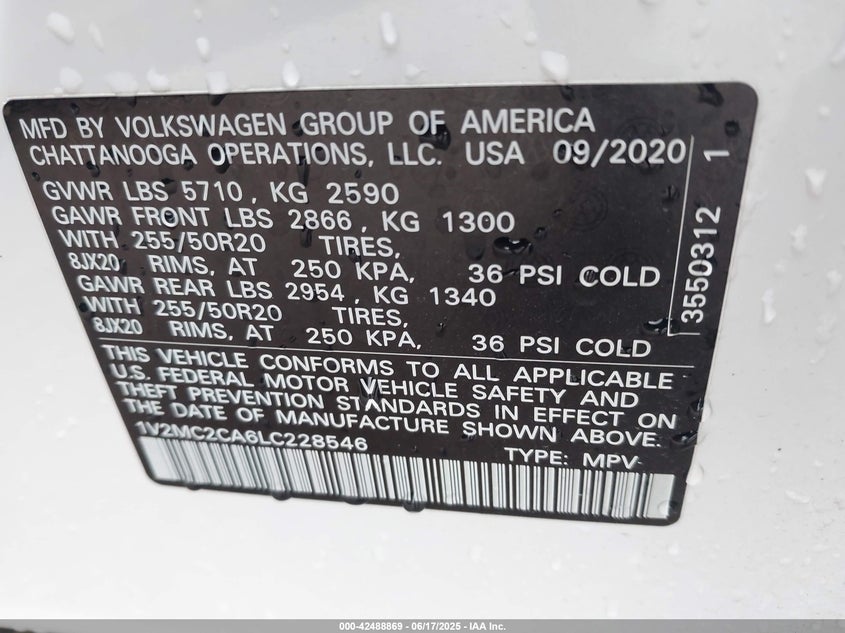 MFD BY VOLKSWAGEN GROUP OF AMERICA
CHATTANOOGA OPERATIONS, LLC. USA 09/2020
GVWR LBS 5710, KG 2590
GAWR FRONT LBS 2866, KG 1300
WITH 255/50R20 TIRES,
8JX20 RIMS, AT 250 KPA, 36 PSI COLD
GAWR REAR LBS 2954, KG 1340
WITH 255/50R20 TIRES,
8JX20 RIMS, AT 250 KPA, 36 PSI COLD
THIS VEHICLE CONFORMS TO ALL APPLICABLE
U.S. FEDERAL MOTOR VEHICLE SAFETY AND
THEFT PREVENTION STANDARDS IN EFFECT ON
THE DATE OF MANUFACTURE SHOWN ABOVE.
1V2MC2CA6LC228546 TYPE: MPV
3550312 1
000-42488869 - 06/17/2025 - IAA Inc.